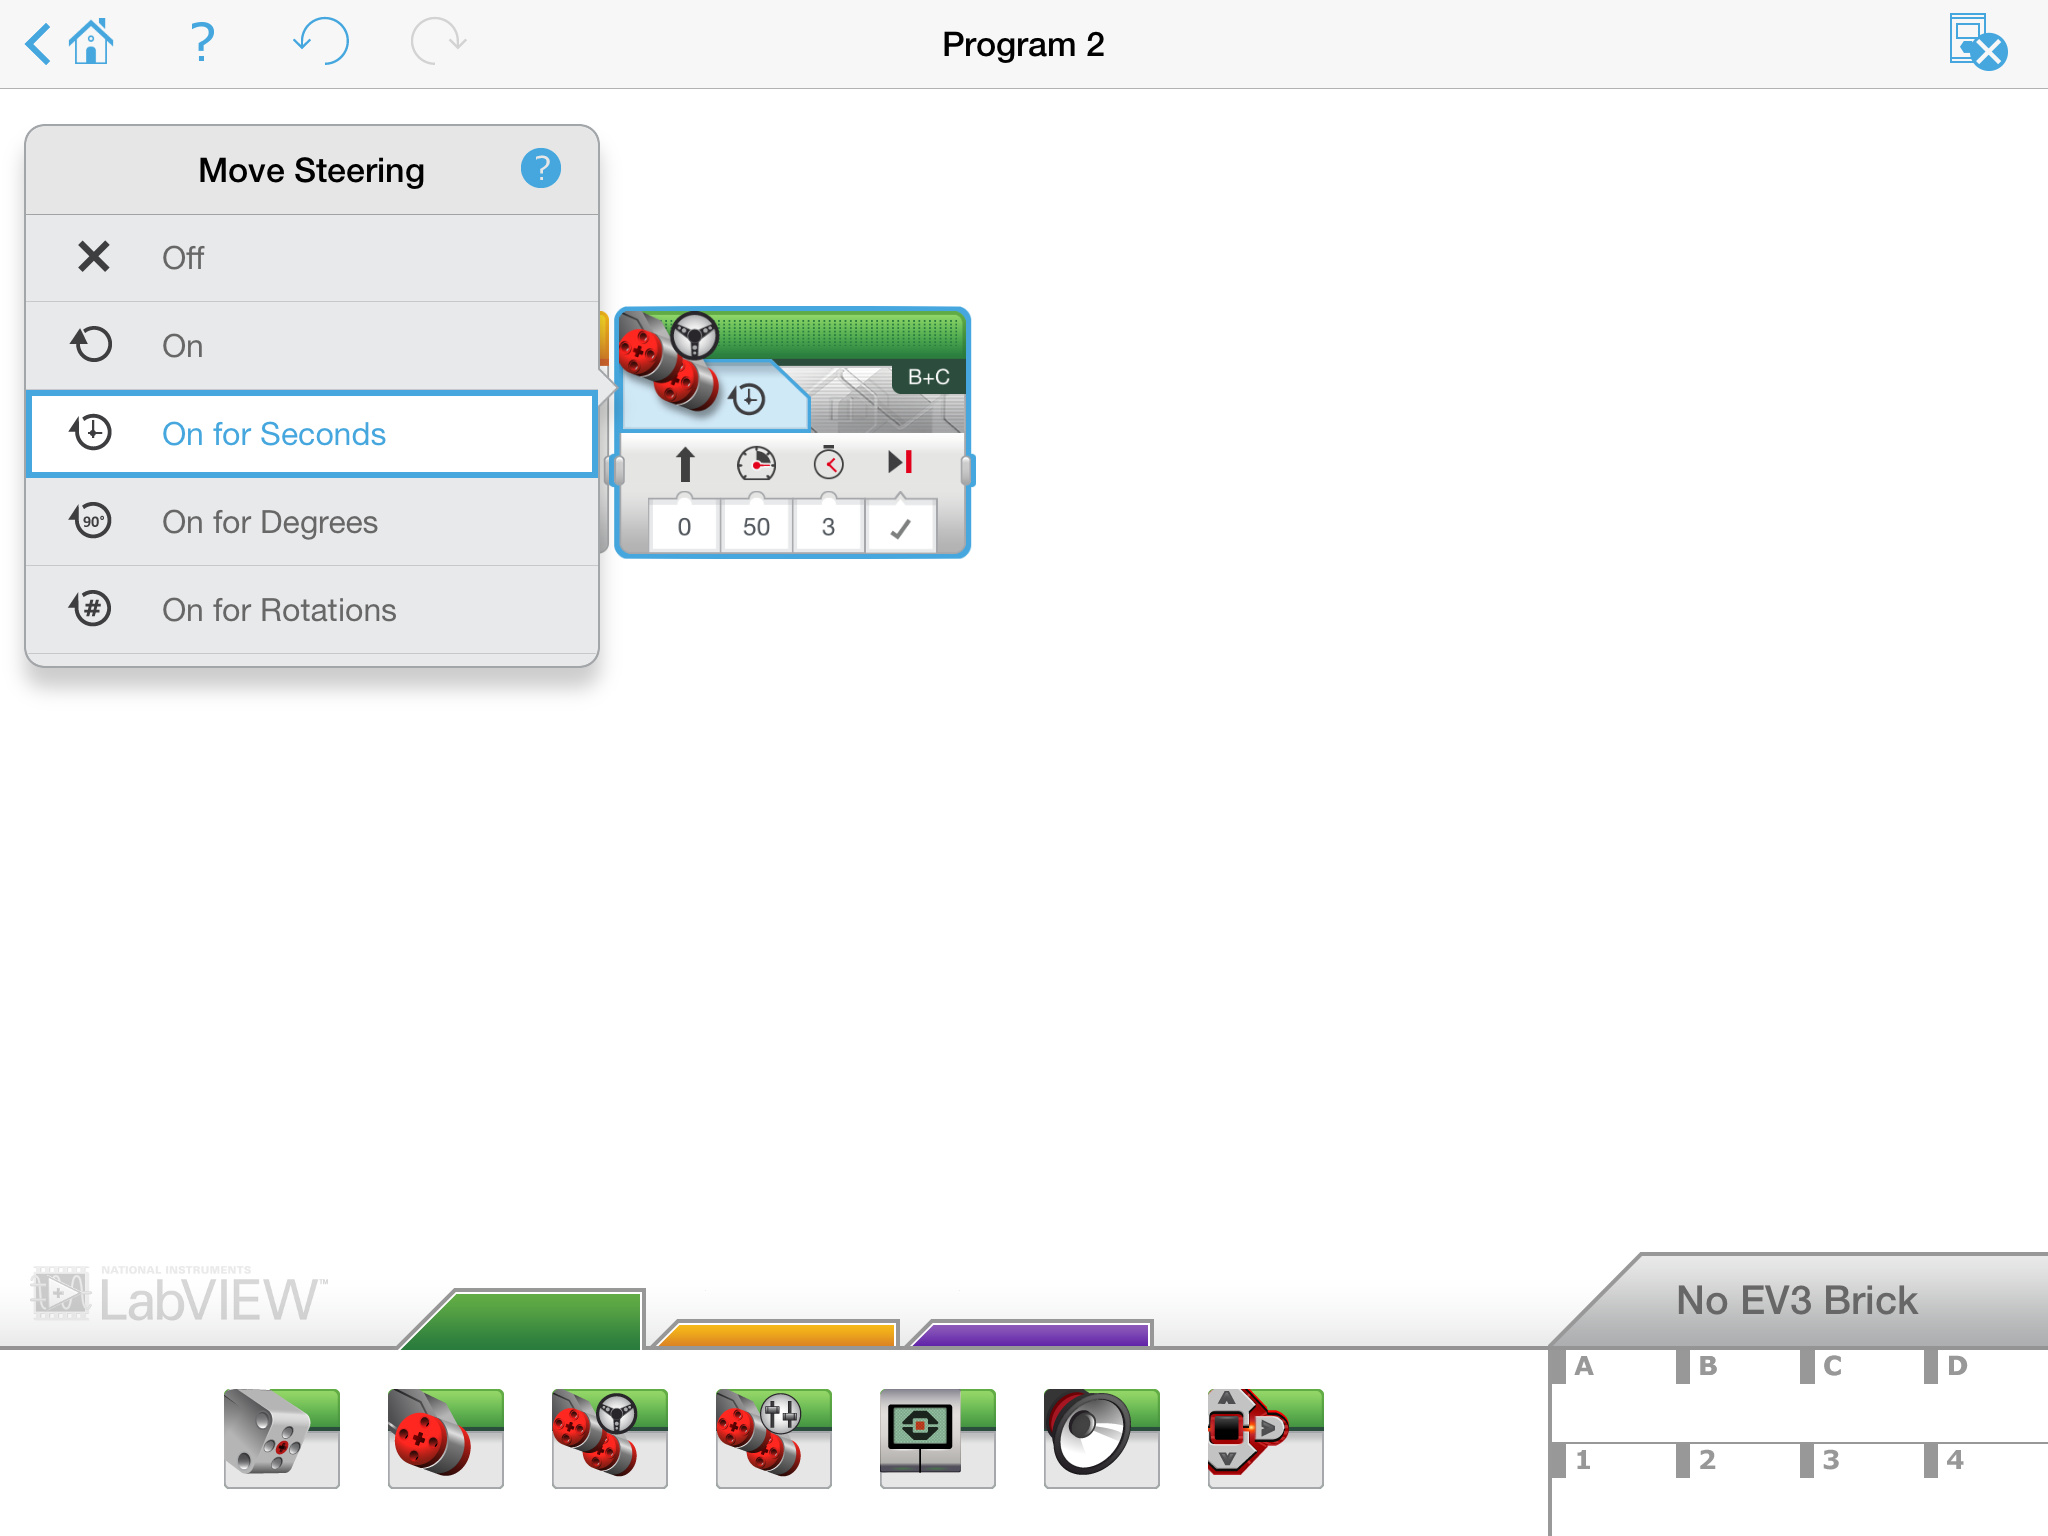 ?
Program 2
Move Steering
?
Off
On
On for Seconds
90° On for Degrees
# On for Rotations
B+C
0 50 3
NATIONAL INSTRUMENTS
LabVIEW™
No EV3 Brick
A B C D
1 2 3 4